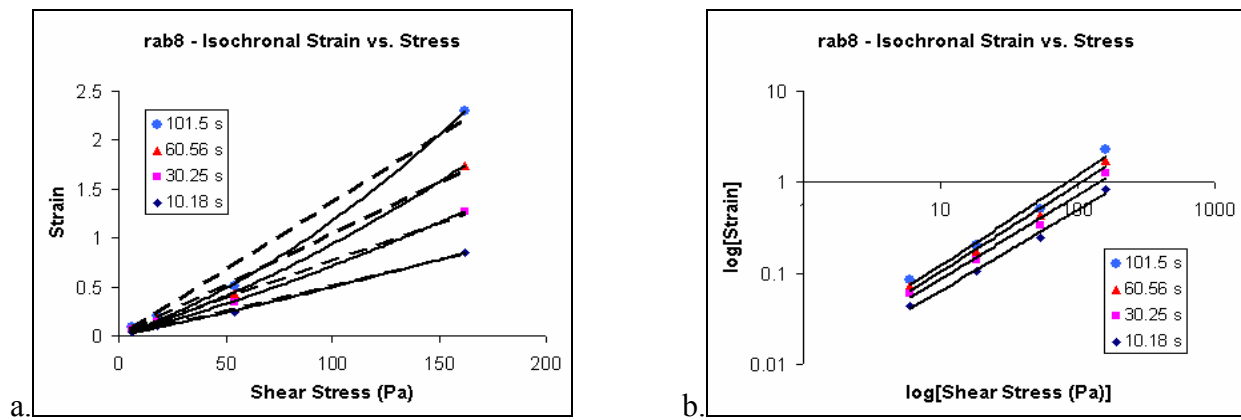 rab8 - Isochronal Strain vs. Stress
2.5
2
1.5
1
0.5
0
Strain
101.5 s
60.56 s
30.25 s
10.18 s
0 50 100 150 200
Shear Stress (Pa)
a.
rab8 - Isochronal Strain vs. Stress
10
1
0.1
0.01
log[Strain]
10 100 1000
101.5 s
60.56 s
30.25 s
10.18 s
log[Shear Stress (Pa)]
b.